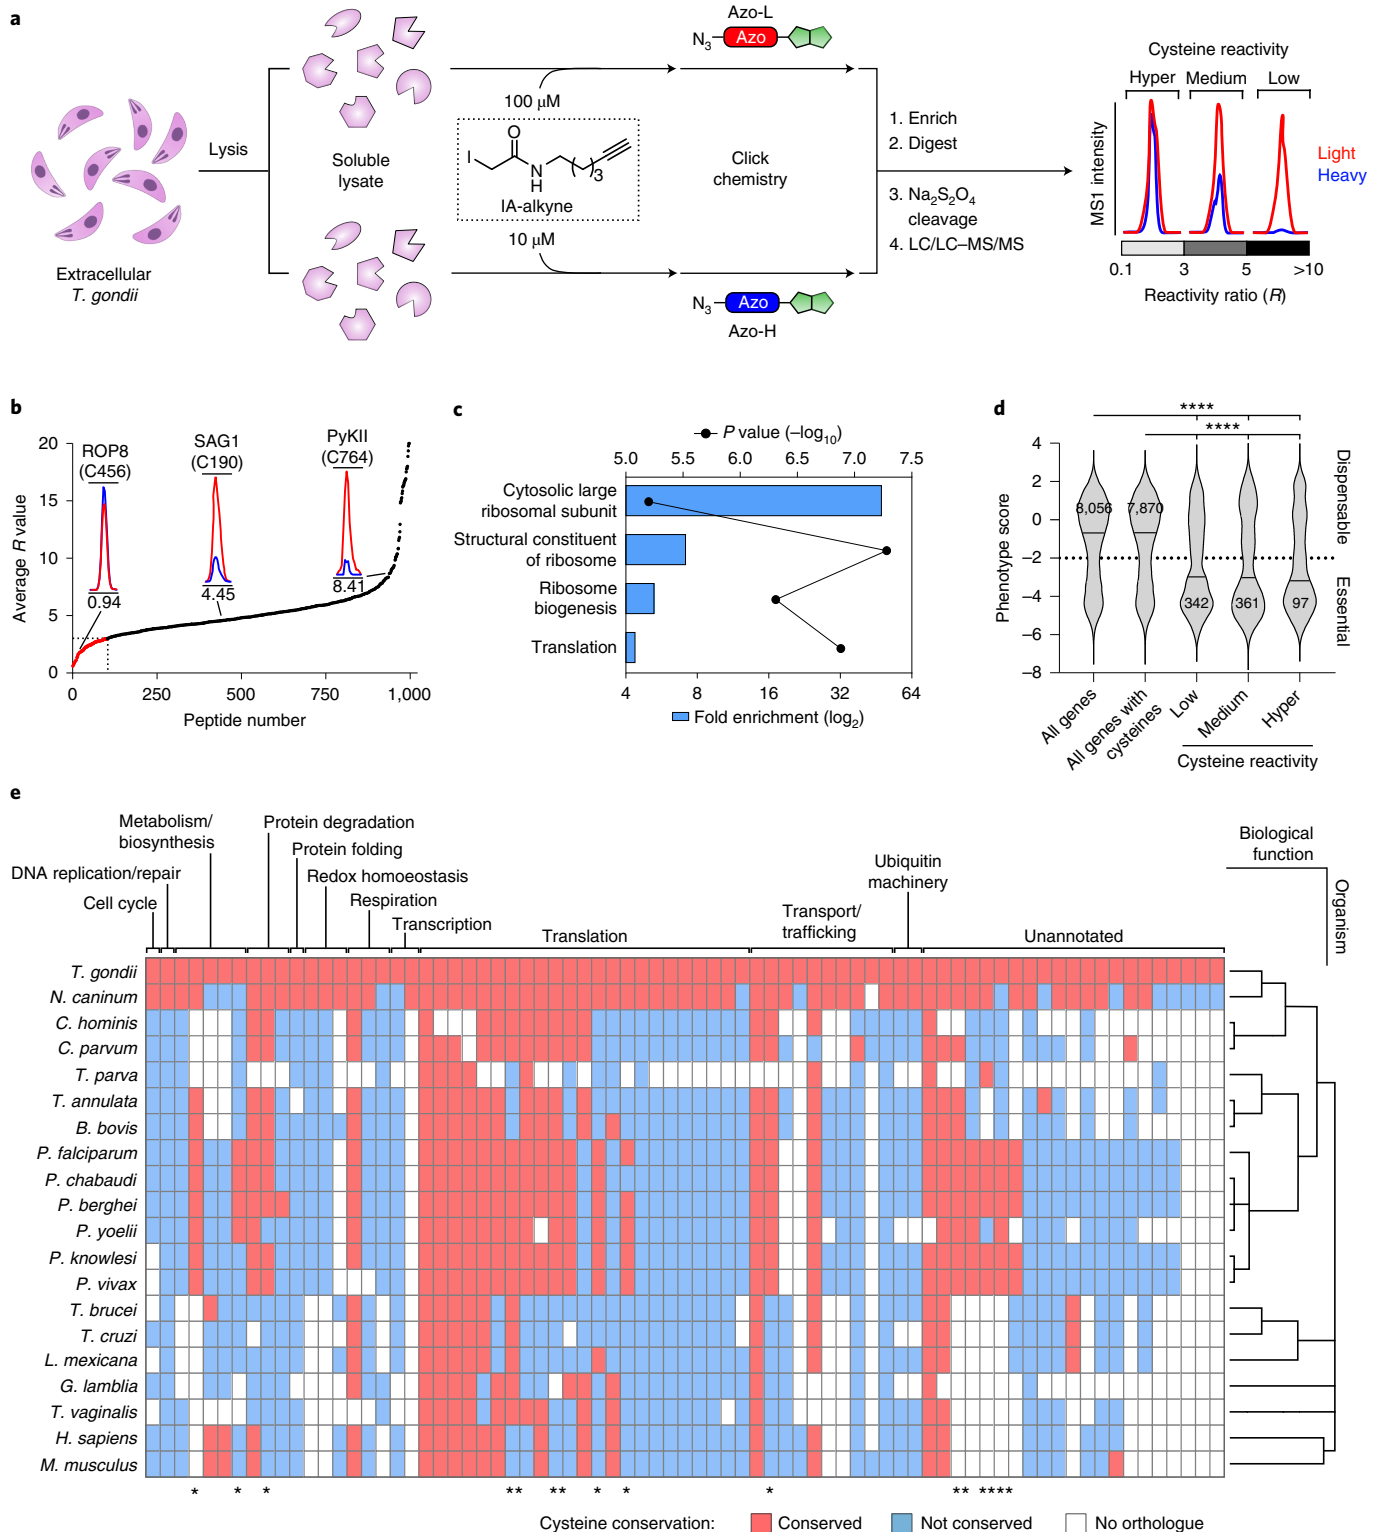 a
Extracellular
T. gondii
Lysis
Soluble
lysate
100 μM
I
O
N
H
3
IA-alkyne
10 μM
Azo-L
N3
Azo
Click
chemistry
N3
Azo
Azo-H
1. Enrich
2. Digest
3. Na2S2O4
cleavage
4. LC/LC–MS/MS
Cysteine reactivity
Hyper Medium Low
MS1 intensity
Light
Heavy
0.1 3 5 >10
Reactivity ratio (R)
b
Average R value
20
15
10
5
0
ROP8
(C456)
0.94
SAG1
(C190)
4.45
PyKII
(C764)
8.41
0 250 500 750 1,000
Peptide number
c
P value (–log10)
5.0 5.5 6.0 6.5 7.0 7.5
Cytosolic large
ribosomal subunit
Structural constituent
of ribosome
Ribosome
biogenesis
Translation
4 8 16 32 64
Fold enrichment (log2)
d
****
****
Phenotype score
4
2
0
–2
–4
–6
–8
8,056 7,870
342 361 97
Dispensable
Essential
All genes
All genes with
cysteines
Low
Medium
Hyper
Cysteine reactivity
e
Metabolism/
biosynthesis
Protein degradation
Protein folding
DNA replication/repair
Redox homoeostasis
Cell cycle
Respiration
Transcription
Translation
Transport/
trafficking
Ubiquitin
machinery
Unannotated
Biological
function
Organism
T. gondii
N. caninum
C. hominis
C. parvum
T. parva
T. annulata
B. bovis
P. falciparum
P. chabaudi
P. berghei
P. yoelii
P. knowlesi
P. vivax
T. brucei
T. cruzi
L. mexicana
G. lamblia
T. vaginalis
H. sapiens
M. musculus
* * * ** ** * * * ** ****
Cysteine conservation: Conserved Not conserved No orthologue